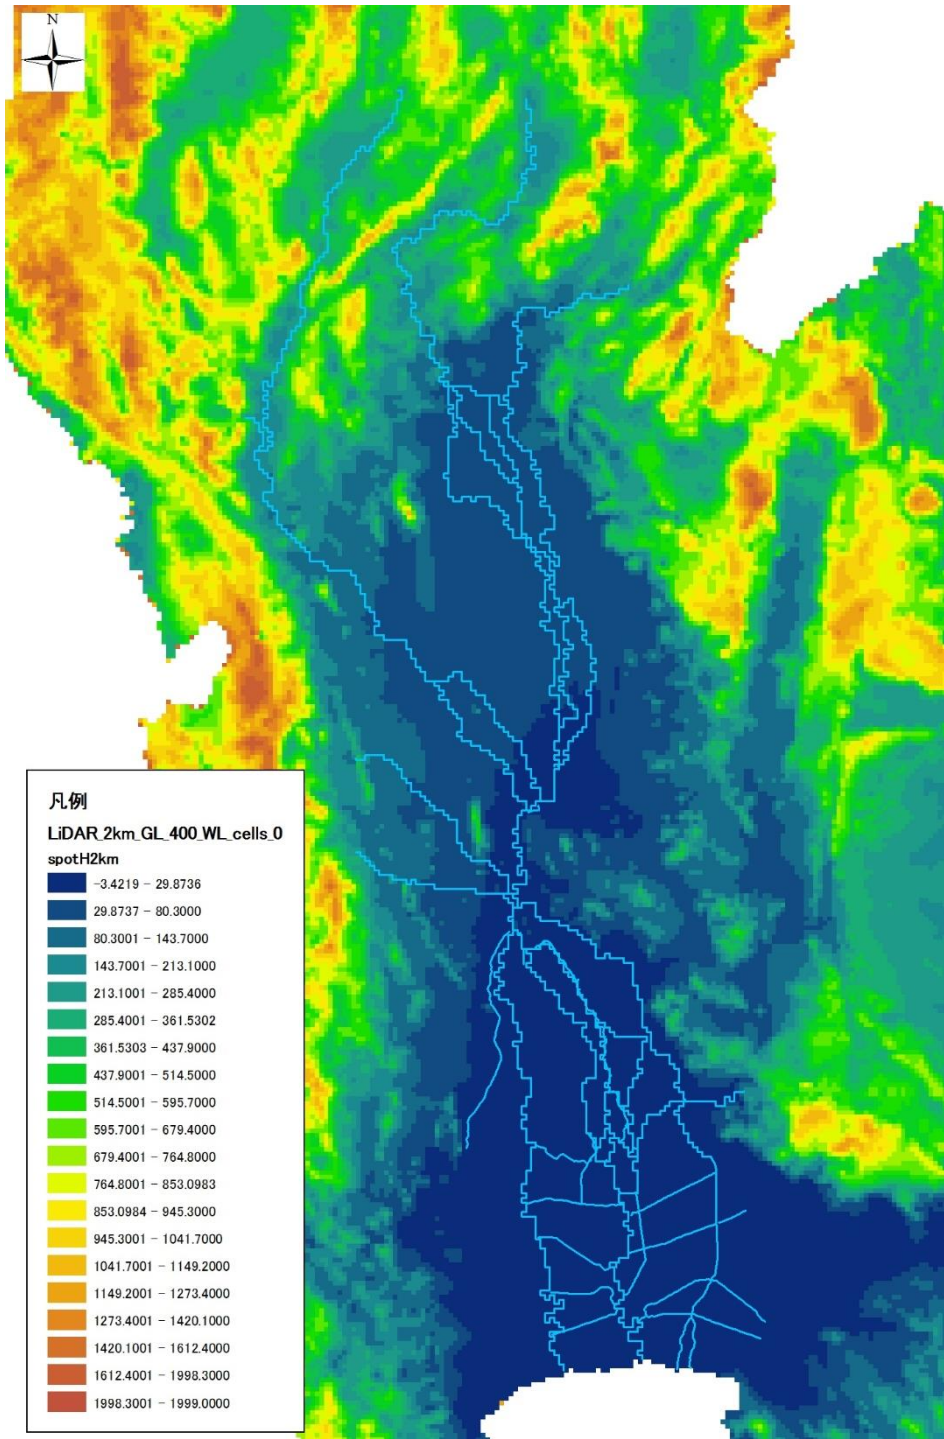 N
凡例
LiDAR_2km_GL_400_WL_cells_0
spotH2km
-3.4219 – 29.8736
29.8737 – 80.3000
80.3001 – 143.7000
143.7001 – 213.1000
213.1001 – 285.4000
285.4001 – 361.5302
361.5303 – 437.9000
437.9001 – 514.5000
514.5001 – 595.7000
595.7001 – 679.4000
679.4001 – 764.8000
764.8001 – 853.0983
853.0984 – 945.3000
945.3001 – 1041.7000
1041.7001 – 1149.2000
1149.2001 – 1273.4000
1273.4001 – 1420.1000
1420.1001 – 1612.4000
1612.4001 – 1998.3000
1998.3001 – 1999.0000